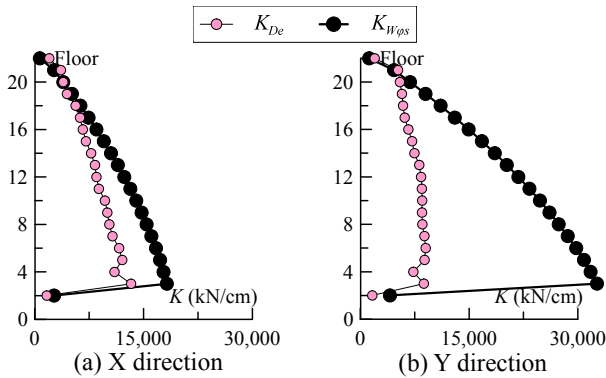 K_De K_Wφs
Floor
20
16
12
8
4
0
K (kN/cm)
0 15,000 30,000
(a) X direction
Floor
20
16
12
8
4
0
K (kN/cm)
0 15,000 30,000
(b) Y direction